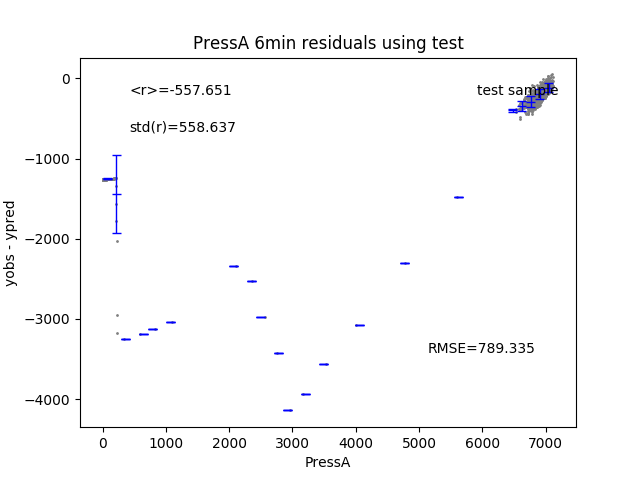 PressA 6min residuals using test
<r>=-557.651
test sample
std(r)=558.637
RMSE=789.335
yobs - ypred
0
−1000
−2000
−3000
−4000
0 1000 2000 3000 4000 5000 6000 7000
PressA